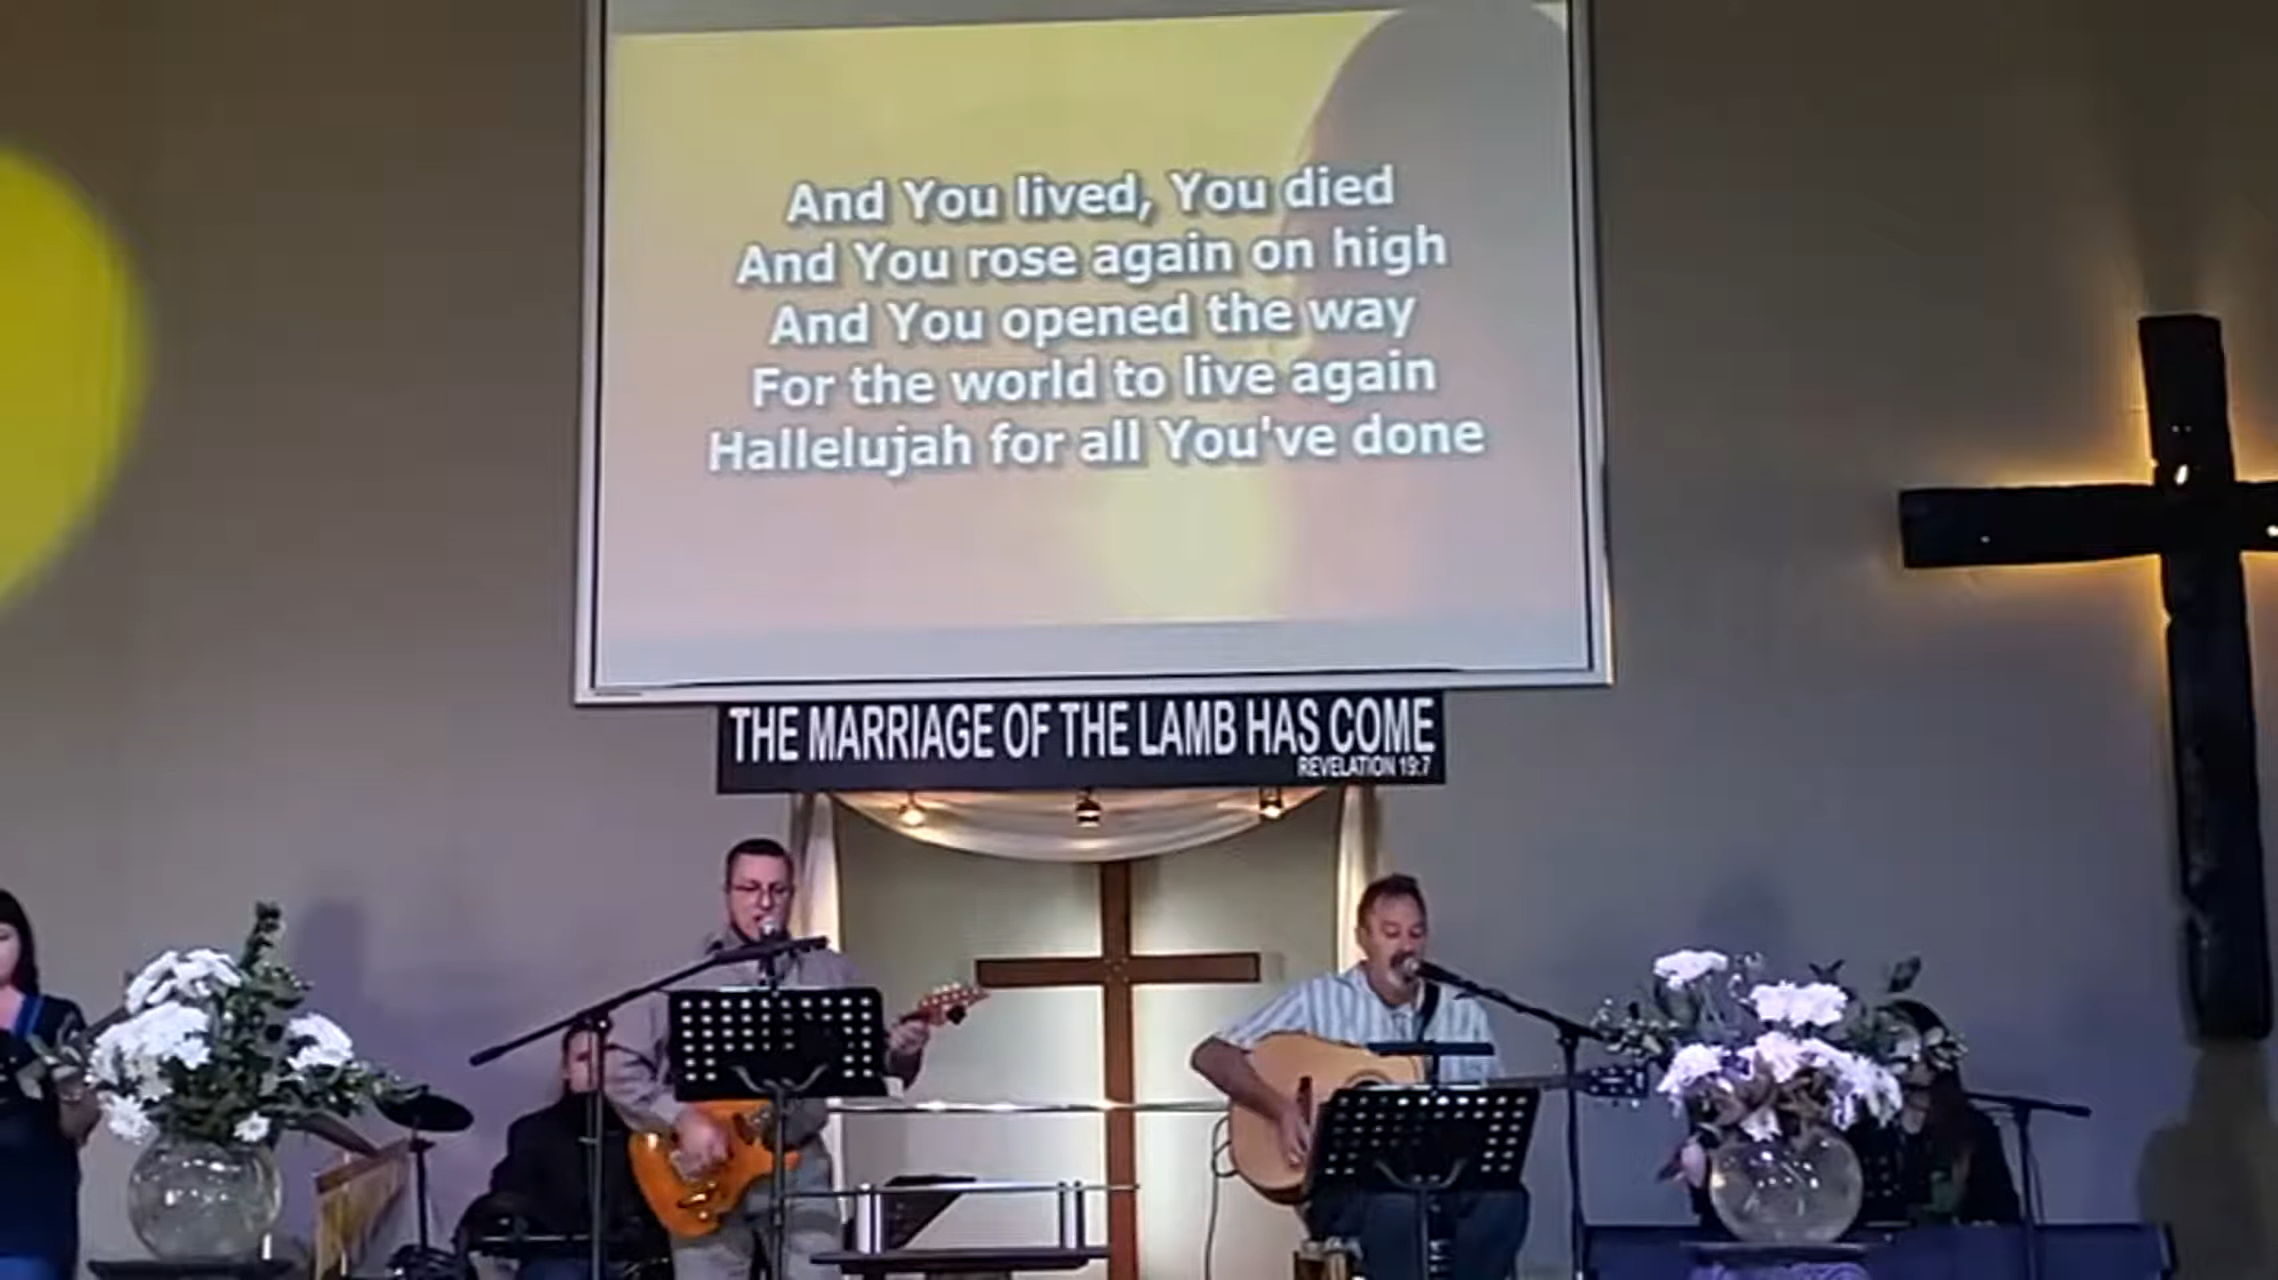 And You lived, You died
And You rose again on high
And You opened the way
For the world to live again
Hallelujah for all You've done
THE MARRIAGE OF THE LAMB HAS COME
REVELATION 19:7